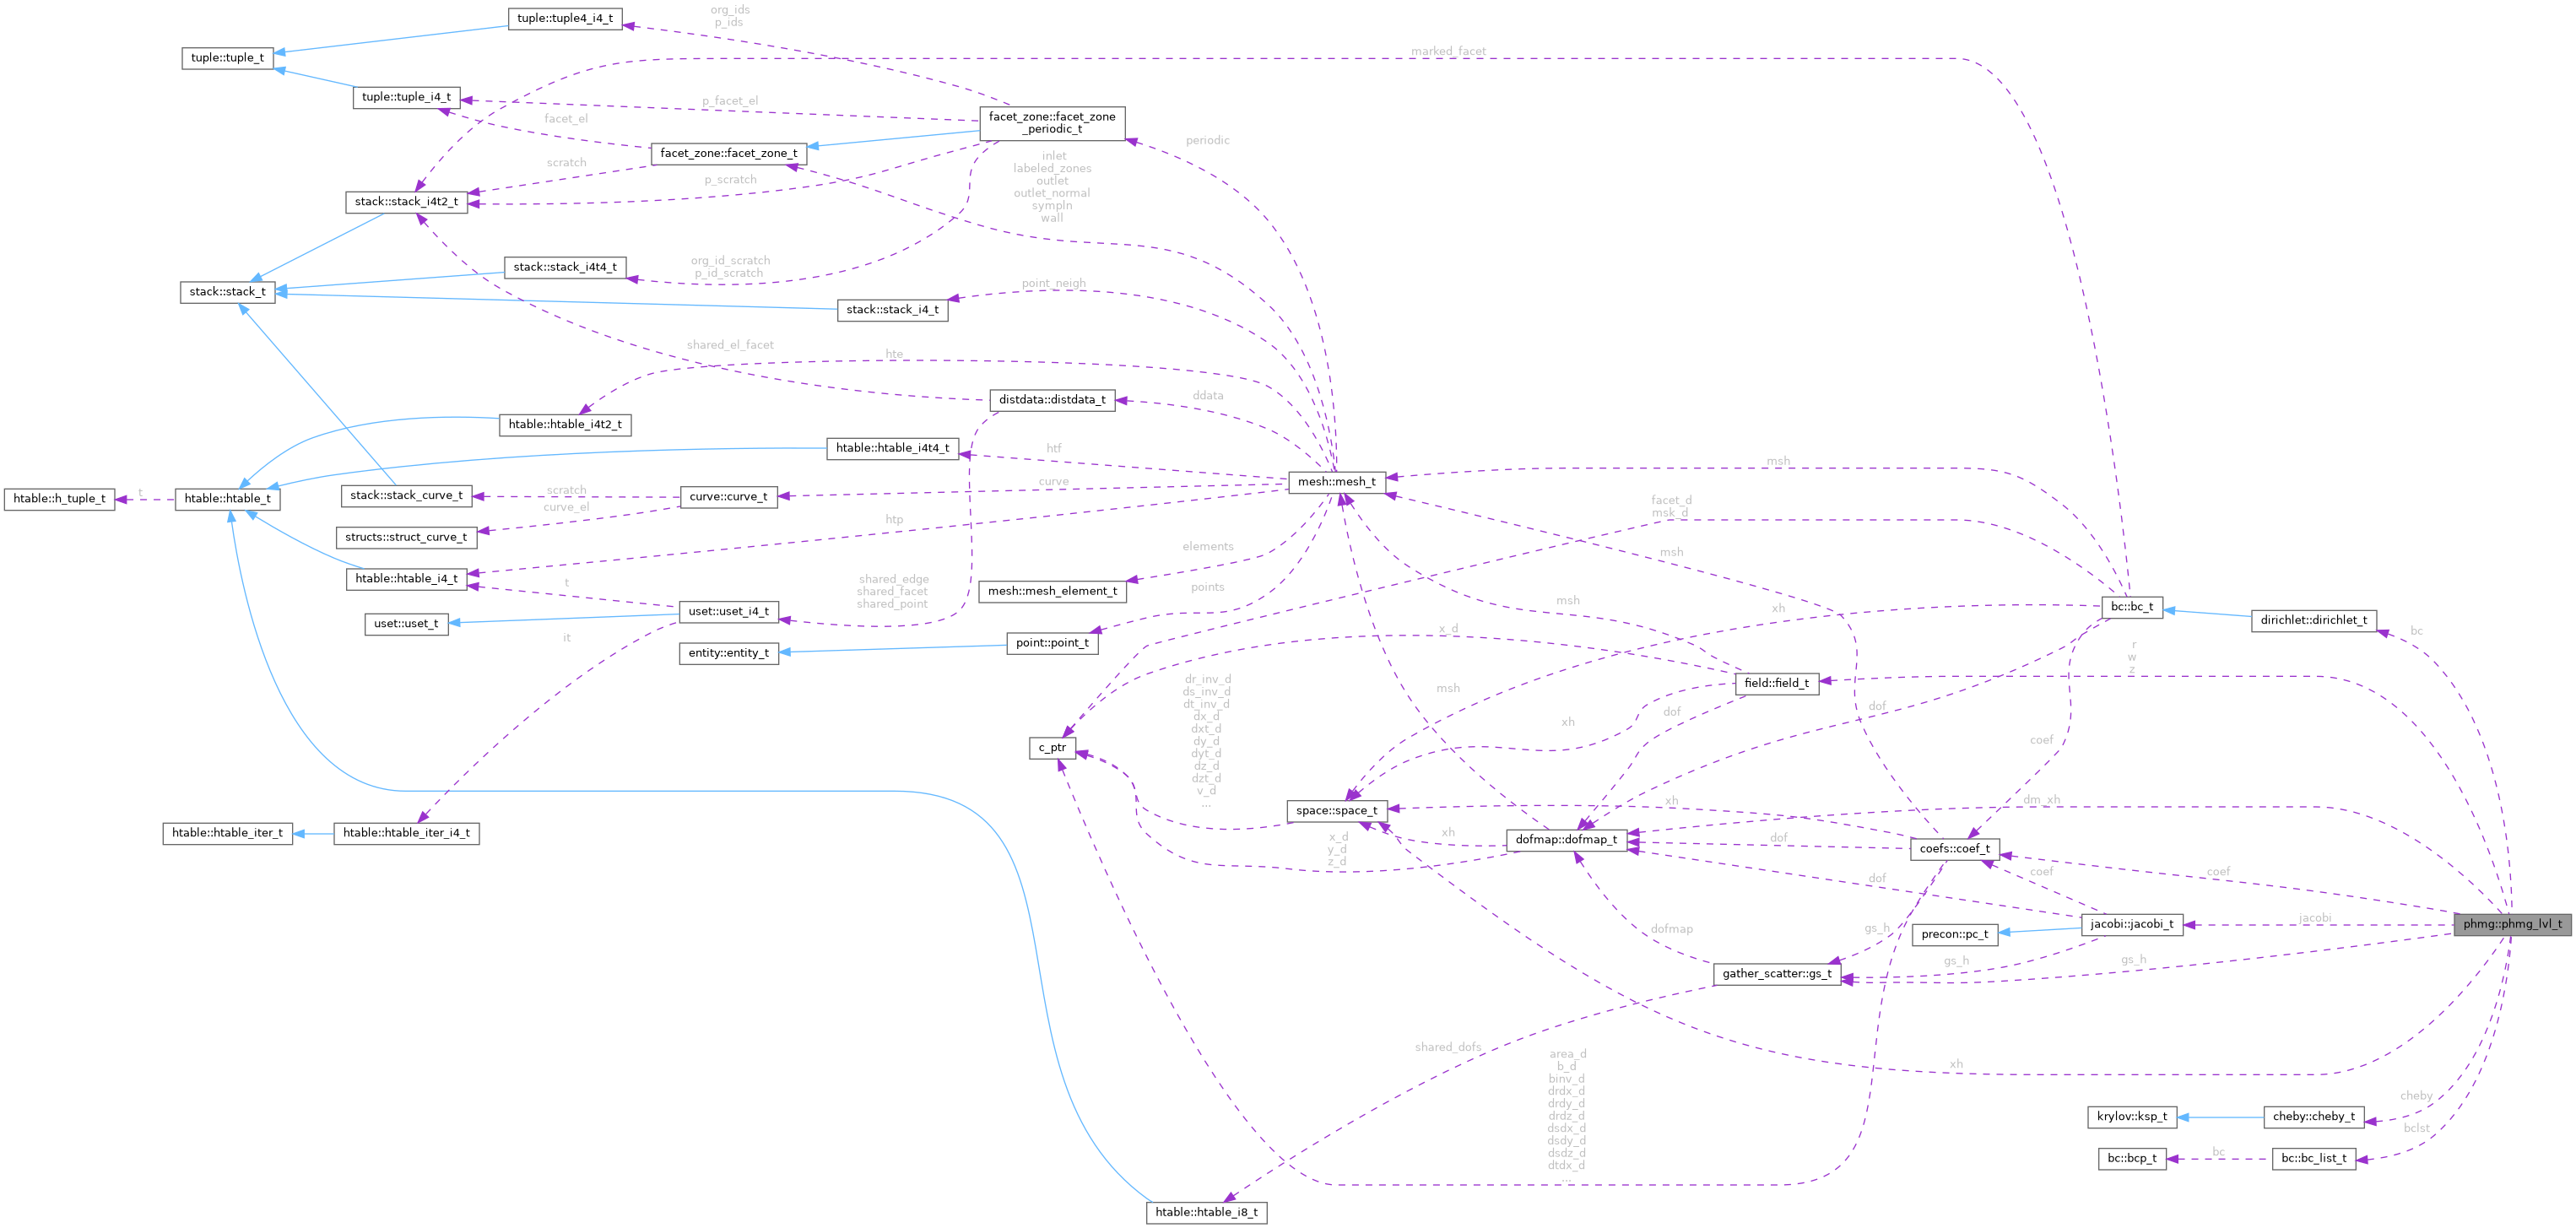 tuple::tuple4_i4_t
org_ids
p_ids
tuple::tuple_t
marked_facet
tuple::tuple_i4_t
p_facet_el
facet_el
facet_zone::facet_zone
_periodic_t
periodic
facet_zone::facet_zone_t
scratch
p_scratch
inlet
labeled_zones
outlet
outlet_normal
sympln
wall
stack::stack_i4t2_t
stack::stack_i4t4_t
org_id_scratch
p_id_scratch
stack::stack_t
point_neigh
stack::stack_i4_t
shared_el_facet
hte
distdata::distdata_t
ddata
htable::htable_i4t2_t
htable::htable_i4t4_t
htf
msh
mesh::mesh_t
curve
htable::h_tuple_t
t
htable::htable_t
stack::stack_curve_t
scratch
curve_el
curve::curve_t
facet_d
msk_d
structs::struct_curve_t
htp
elements
msh
htable::htable_i4_t
t
shared_edge
shared_facet
shared_point
mesh::mesh_element_t
points
msh
xh
bc::bc_t
uset::uset_t
uset::uset_i4_t
dirichlet::dirichlet_t
bc
it
entity::entity_t
point::point_t
x_d
r
w
z
field::field_t
dr_inv_d
ds_inv_d
dt_inv_d
dx_d
dxt_d
dy_d
dyt_d
dz_d
dzt_d
v_d
...
msh
xh
dof
dof
coef
c_ptr
space::space_t
xh
dm_xh
htable::htable_iter_t
htable::htable_iter_i4_t
x_d
y_d
z_d
xh
dofmap::dofmap_t
dof
coefs::coef_t
dof
coef
coef
precon::pc_t
jacobi::jacobi_t
jacobi
phmg::phmg_lvl_t
dofmap
gs_h
gs_h
gs_h
gather_scatter::gs_t
shared_dofs
area_d
b_d
binv_d
drdx_d
drdy_d
drdz_d
dsdx_d
dsdy_d
dsdz_d
dtdx_d
...
xh
cheby
krylov::ksp_t
cheby::cheby_t
bclst
bc::bcp_t
bc
bc::bc_list_t
htable::htable_i8_t